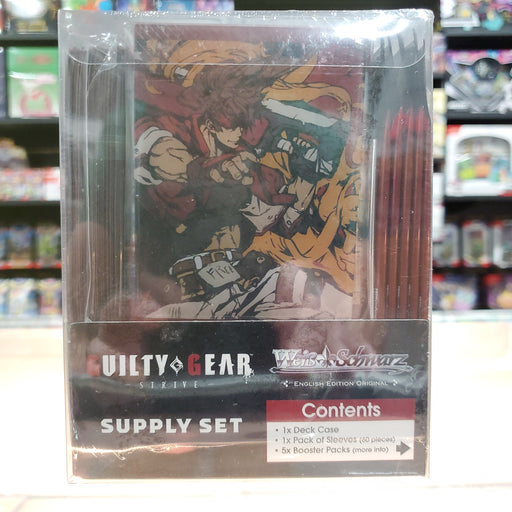 GUILTY GEAR
STRIVE
Weiß Schwarz
ENGLISH EDITION ORIGINAL
SUPPLY SET
Contents
• 1x Deck Case
• 1x Pack of Sleeves (60 pieces)
• 5x Booster Packs (more info)